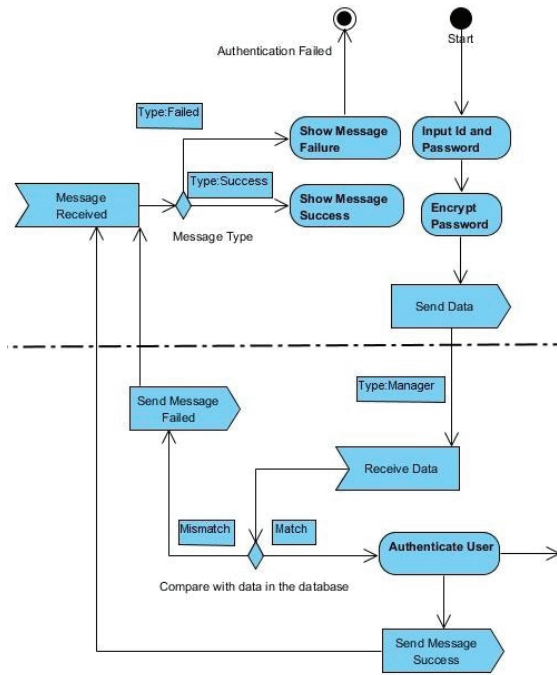 Start
Authentication Failed
Type:Failed
Show Message
Failure
Input Id and
Password
Type:Success
Message
Received
Show Message
Success
Encrypt
Password
Message Type
Send Data
Type:Manager
Send Message
Failed
Receive Data
Mismatch
Match
Authenticate User
Compare with data in the database
Send Message
Success